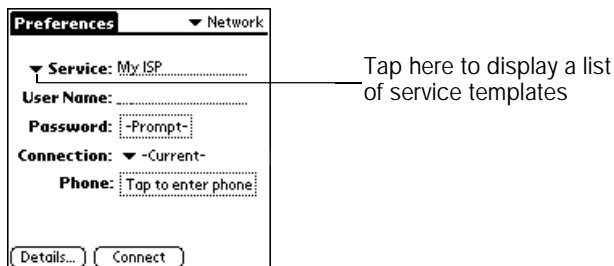 Preferences ▼ Network
▼ Service: My ISP
Tap here to display a list
of service templates
User Name:
Password: -Prompt-
Connection: ▼ -Current-
Phone: Tap to enter phone
Details... Connect